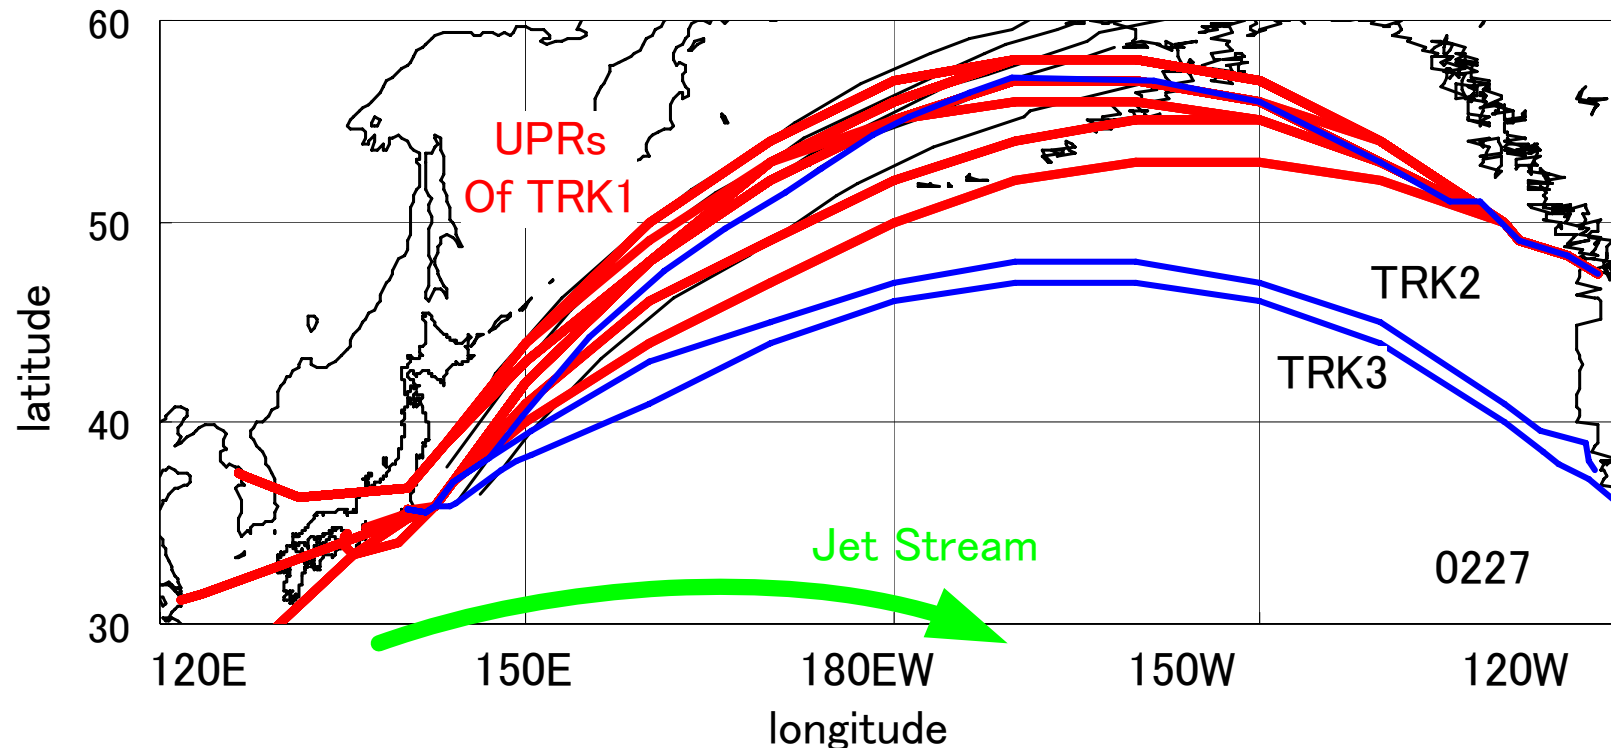 60
UPRs
Of TRK1
50
TRK2
TRK3
latitude
40
Jet Stream
0227
30
120E 150E 180EW 150W 120W
longitude